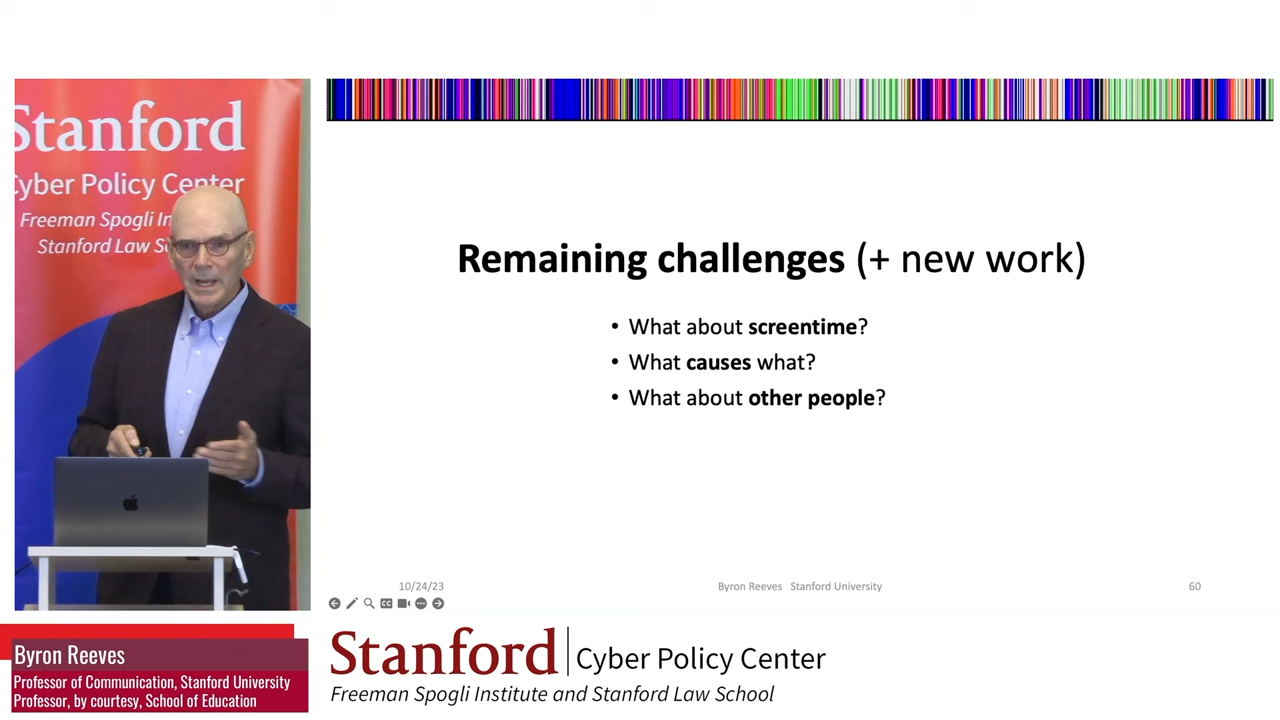 Stanford
Cyber Policy Center
Freeman Spogli In
Stanford Law S
Remaining challenges (+ new work)
• What about screentime?
• What causes what?
• What about other people?
10/24/23
Byron Reeves Stanford University
60
CC
Byron Reeves
Professor of Communication, Stanford University
Professor, by courtesy, School of Education
Stanford | Cyber Policy Center
Freeman Spogli Institute and Stanford Law School